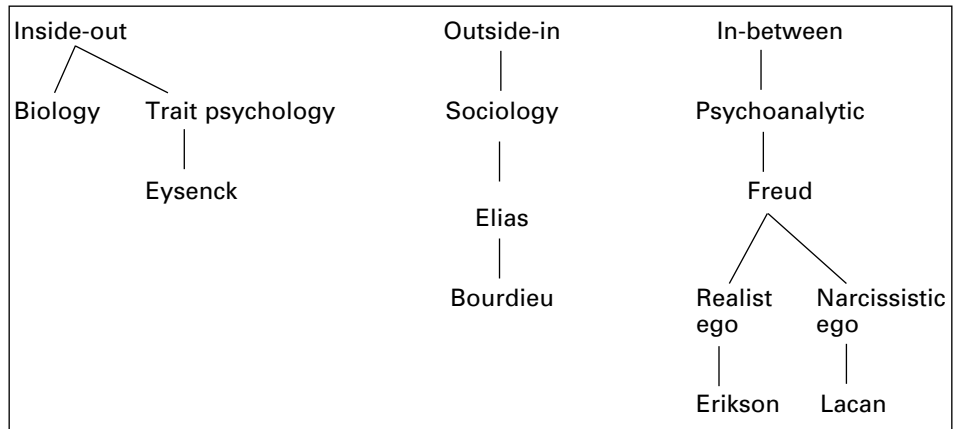 Inside-out
Outside-in
In-between
Biology
Trait psychology
Sociology
Psychoanalytic
Eysenck
Freud
Elias
Bourdieu
Realist
ego
Narcissistic
ego
Erikson
Lacan